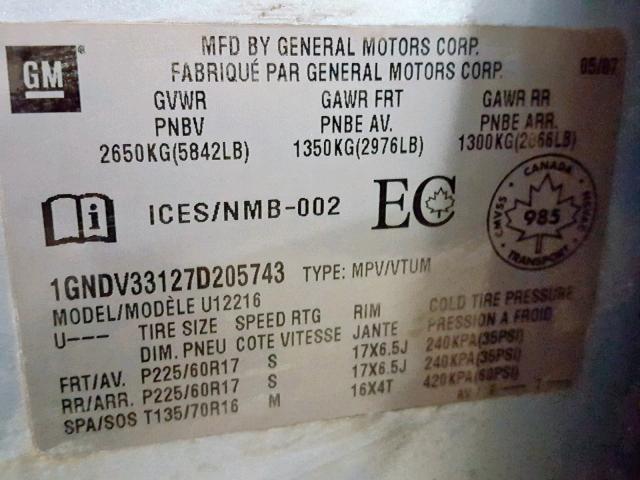 MFD BY GENERAL MOTORS CORP.
FABRIQUÉ PAR GENERAL MOTORS CORP. 05/07
GM
GVWR GAWR FRT GAWR RR
PNBV PNBE AV. PNBE ARR.
2650KG(5842LB) 1350KG(2976LB) 1300KG(2866LB)
i ICES/NMB-002 EC
CANADA
CMVSS 985 NSVAC
TRANSPORT
1GNDV33127D205743 TYPE: MPV/VTUM
MODEL/MODÈLE U12216
U--- TIRE SIZE SPEED RTG RIM COLD TIRE PRESSURE
DIM. PNEU COTE VITESSE JANTE PRESSION A FROID
FRT/AV. P225/60R17 S 17X6.5J 240KPA(35PSI)
RR/ARR. P225/60R17 S 17X6.5J 240KPA(35PSI)
SPA/SOS T135/70R16 M 16X4T 420KPA(60PSI)